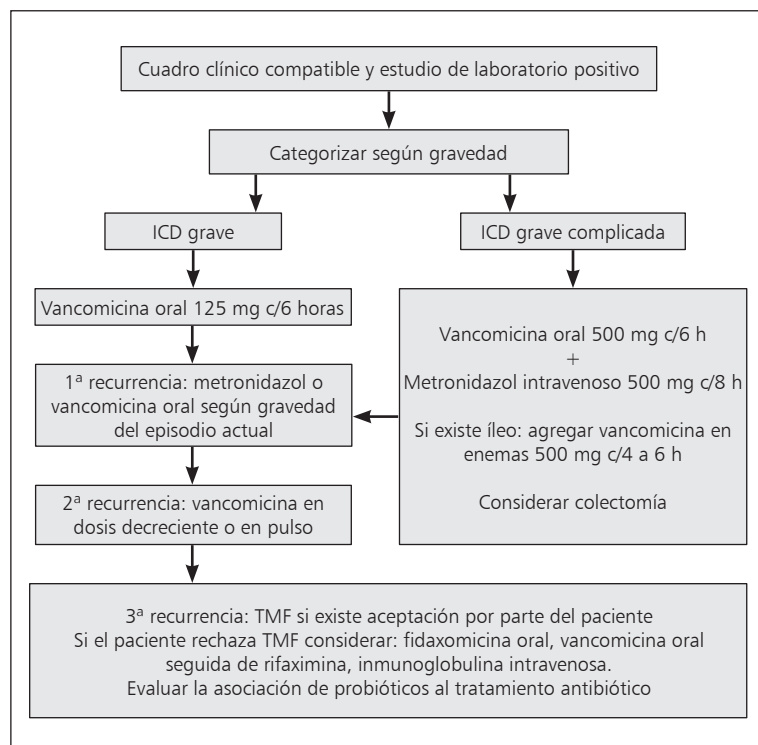 Cuadro clínico compatible y estudio de laboratorio positivo
Categorizar según gravedad
ICD grave
ICD grave complicada
Vancomicina oral 125 mg c/6 horas
Vancomicina oral 500 mg c/6 h
+
Metronidazol intravenoso 500 mg c/8 h
Si existe íleo: agregar vancomicina en
enemas 500 mg c/4 a 6 h
Considerar colectomía
1ª recurrencia: metronidazol o
vancomicina oral según gravedad
del episodio actual
2ª recurrencia: vancomicina en
dosis decreciente o en pulso
3ª recurrencia: TMF si existe aceptación por parte del paciente
Si el paciente rechaza TMF considerar: fidaxomicina oral, vancomicina oral
seguida de rifaximina, inmunoglobulina intravenosa.
Evaluar la asociación de probióticos al tratamiento antibiótico